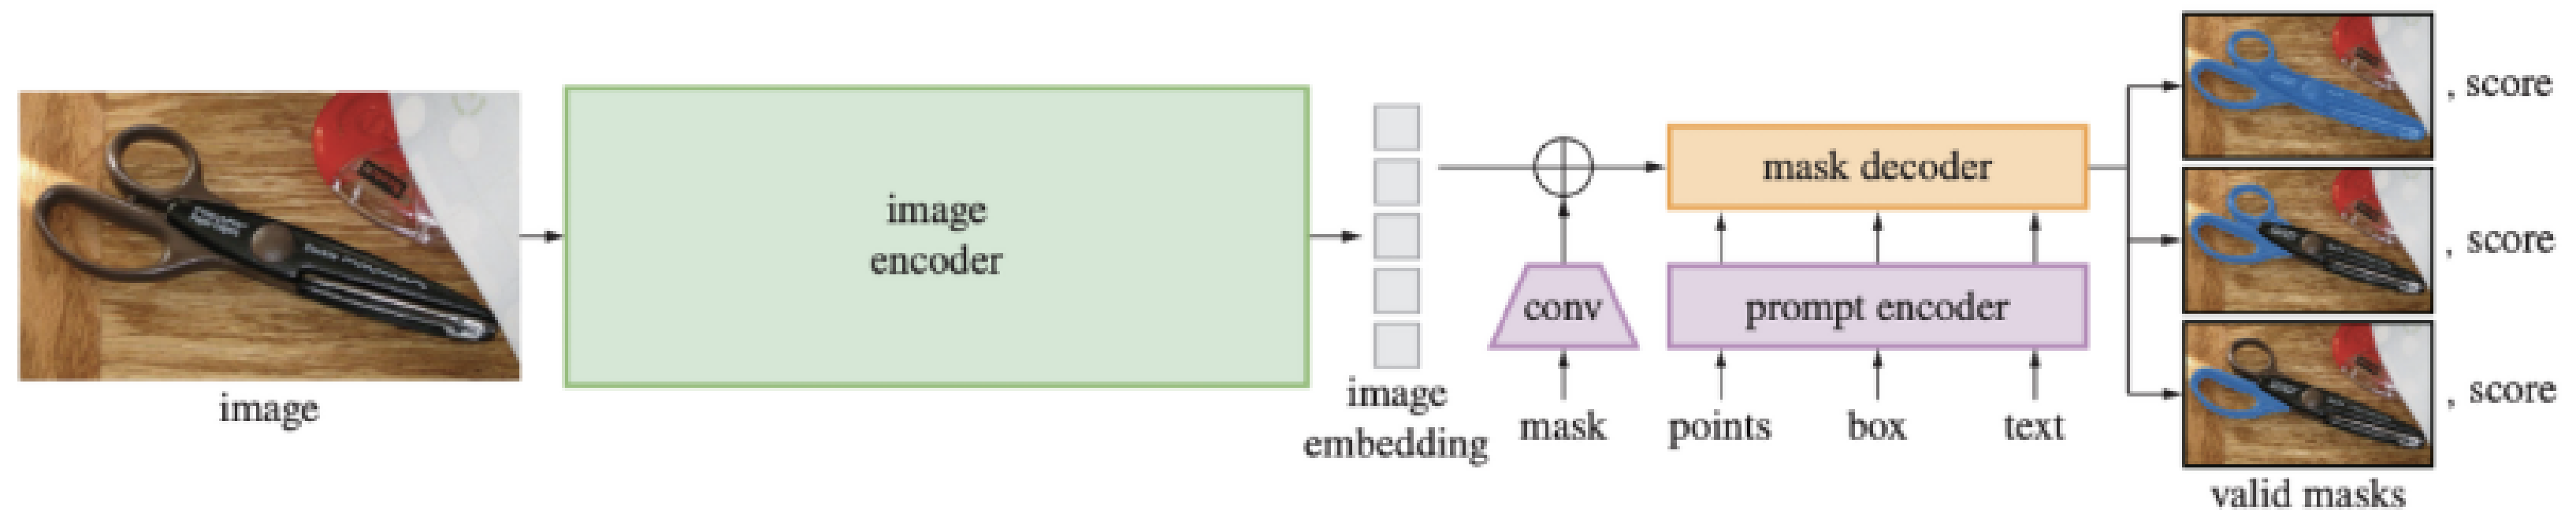 image
image
encoder
image
embedding
mask
conv
points
box
text
prompt encoder
mask decoder
, score
, score
, score
valid masks